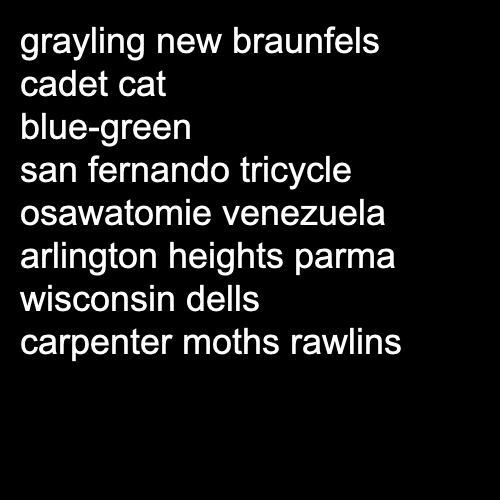 grayling new braunfels
cadet cat
blue-green
san fernando tricycle
osawatomie venezuela
arlington heights parma
wisconsin dells
carpenter moths rawlins